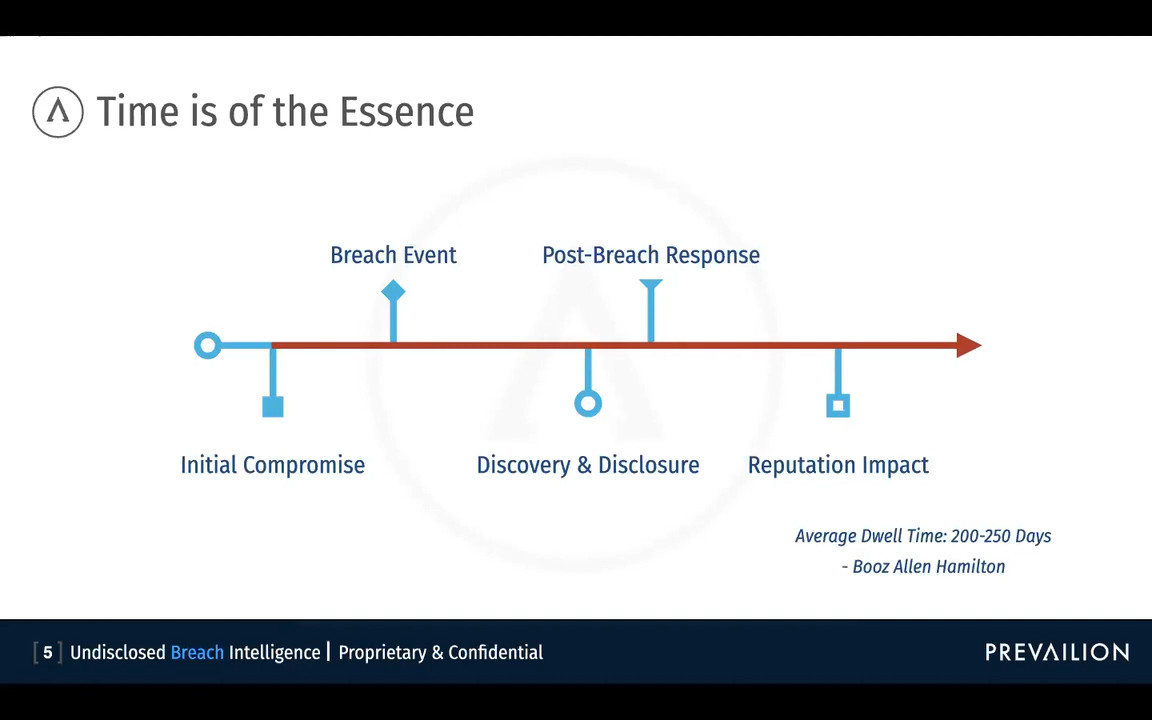 Time is of the Essence
Breach Event
Post-Breach Response
Initial Compromise
Discovery & Disclosure
Reputation Impact
Average Dwell Time: 200-250 Days
- Booz Allen Hamilton
[ 5 ] Undisclosed Breach Intelligence | Proprietary & Confidential
PREVAILION